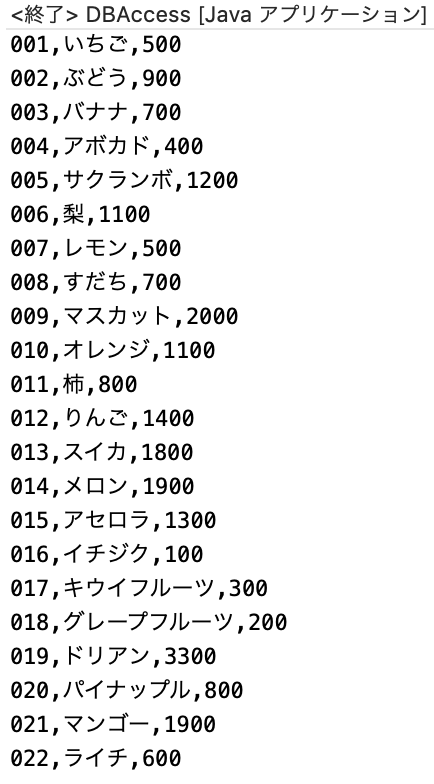 <終了> DBAccess [Java アプリケーション]
001,いちご,500
002,ぶどう,900
003,バナナ,700
004,アボカド,400
005,サクランボ,1200
006,梨,1100
007,レモン,500
008,すだち,700
009,マスカット,2000
010,オレンジ,1100
011,柿,800
012,りんご,1400
013,スイカ,1800
014,メロン,1900
015,アセロラ,1300
016,イチジク,100
017,キウイフルーツ,300
018,グレープフルーツ,200
019,ドリアン,3300
020,パイナップル,800
021,マンゴー,1900
022,ライチ,600